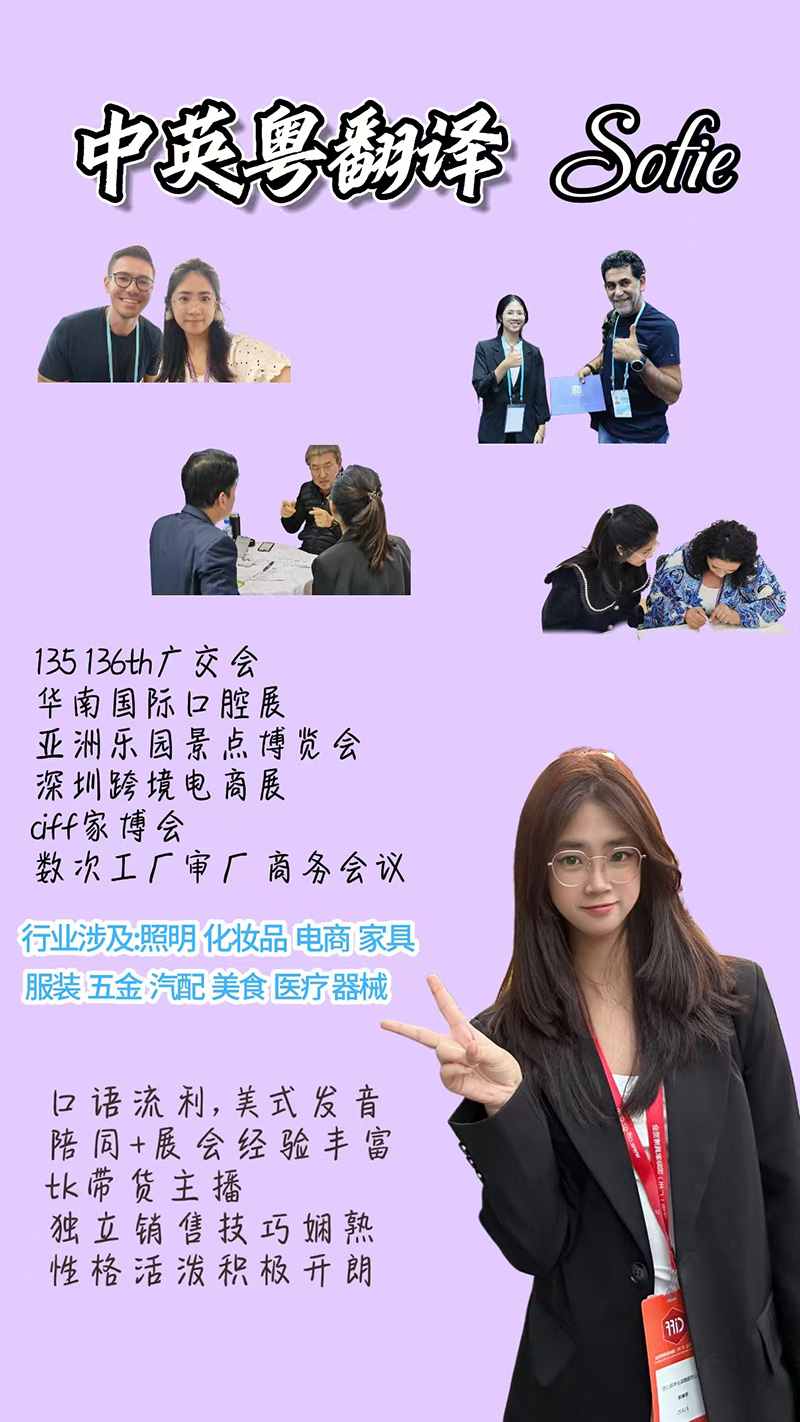 中英粤翻译 Sofie
135 136th广交会
华南国际口腔展
亚洲乐园景点博览会
深圳跨境电商展
ciff家博会
数次工厂审厂 商务会议
行业涉及:照明 化妆品 电商 家具
服装 五金 汽配 美食 医疗器械
口语流利,美式发音
陪同+展会经验丰富
tk带货主播
独立销售技巧娴熟
性格活泼积极开朗
CIFF